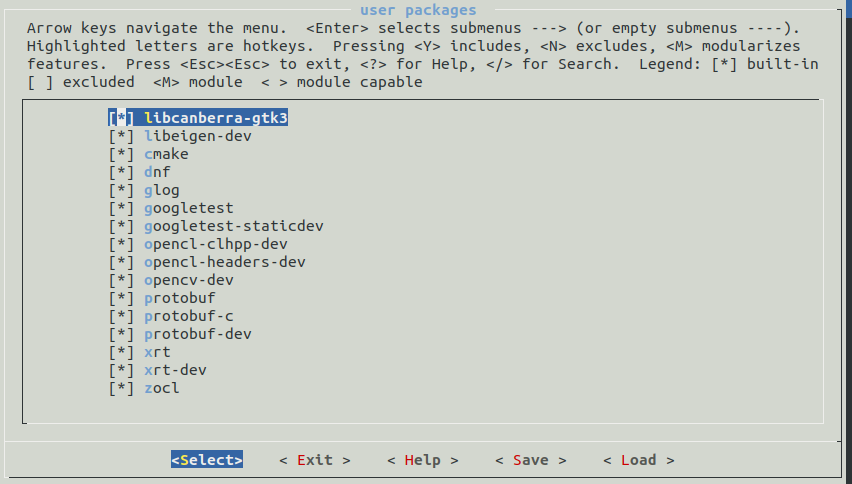 user packages
Arrow keys navigate the menu.  <Enter> selects submenus ---> (or empty submenus ----).
Highlighted letters are hotkeys.  Pressing <Y> includes, <N> excludes, <M> modularizes
features.  Press <Esc><Esc> to exit, <?> for Help, </> for Search.  Legend: [*] built-in
[ ] excluded  <M> module  < > module capable
[*] libcanberra-gtk3
[*] libeigen-dev
[*] cmake
[*] dnf
[*] glog
[*] googletest
[*] googletest-staticdev
[*] opencl-clhpp-dev
[*] opencl-headers-dev
[*] opencv-dev
[*] protobuf
[*] protobuf-c
[*] protobuf-dev
[*] xrt
[*] xrt-dev
[*] zocl
<Select>    < Exit >    < Help >    < Save >    < Load >